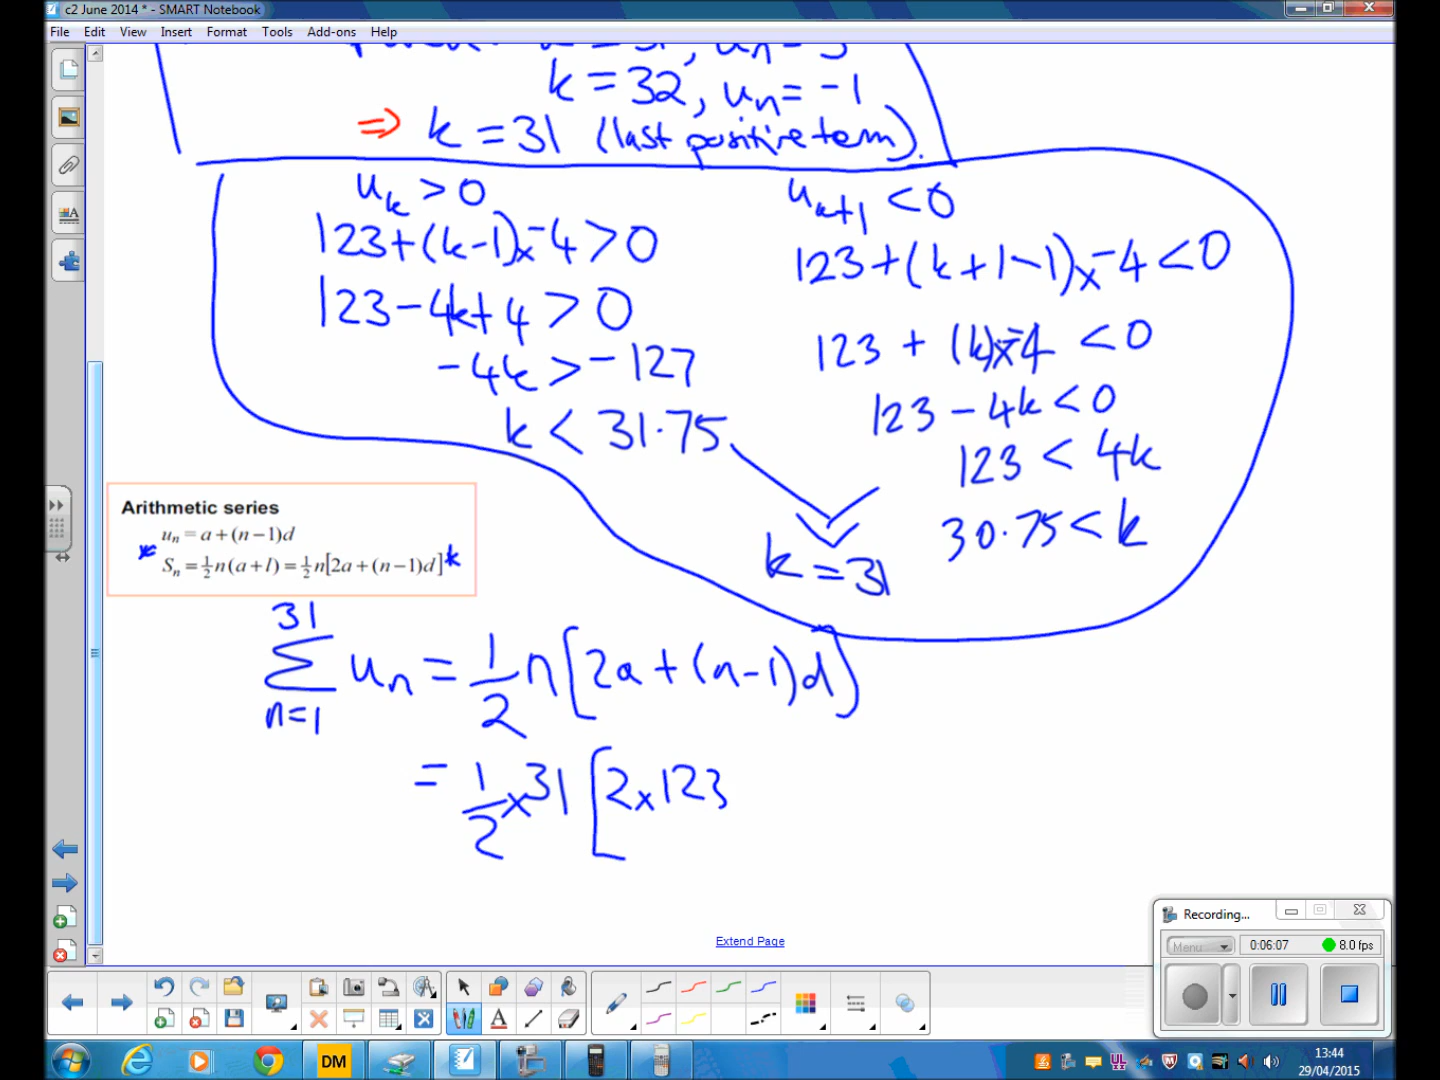 c2 June 2014 * - SMART Notebook
File Edit View Insert Format Tools Add-ons Help
k = 32, uₙ = -1
⇒ k = 31 (last positive term).
uₖ > 0
123+(k-1)x-4 > 0
123-4k+4 > 0
-4k > -127
k < 31.75
uₖ₊₁ < 0
123+(k+1-1)x-4 < 0
123 + (k)x-4 < 0
123 - 4k < 0
123 < 4k
30.75 < k
k = 31
Arithmetic series
uₙ = a + (n − 1)d
* Sₙ = ½n(a + l) = ½n[2a + (n − 1)d] *
31
∑ uₙ = 1/2 n[2a + (n-1)d]
n=1
= 1/2 x 31 [2x123
Extend Page
Recording...
Menu 0:06:07 8.0 fps
A
DM
UL
13:44
29/04/2015